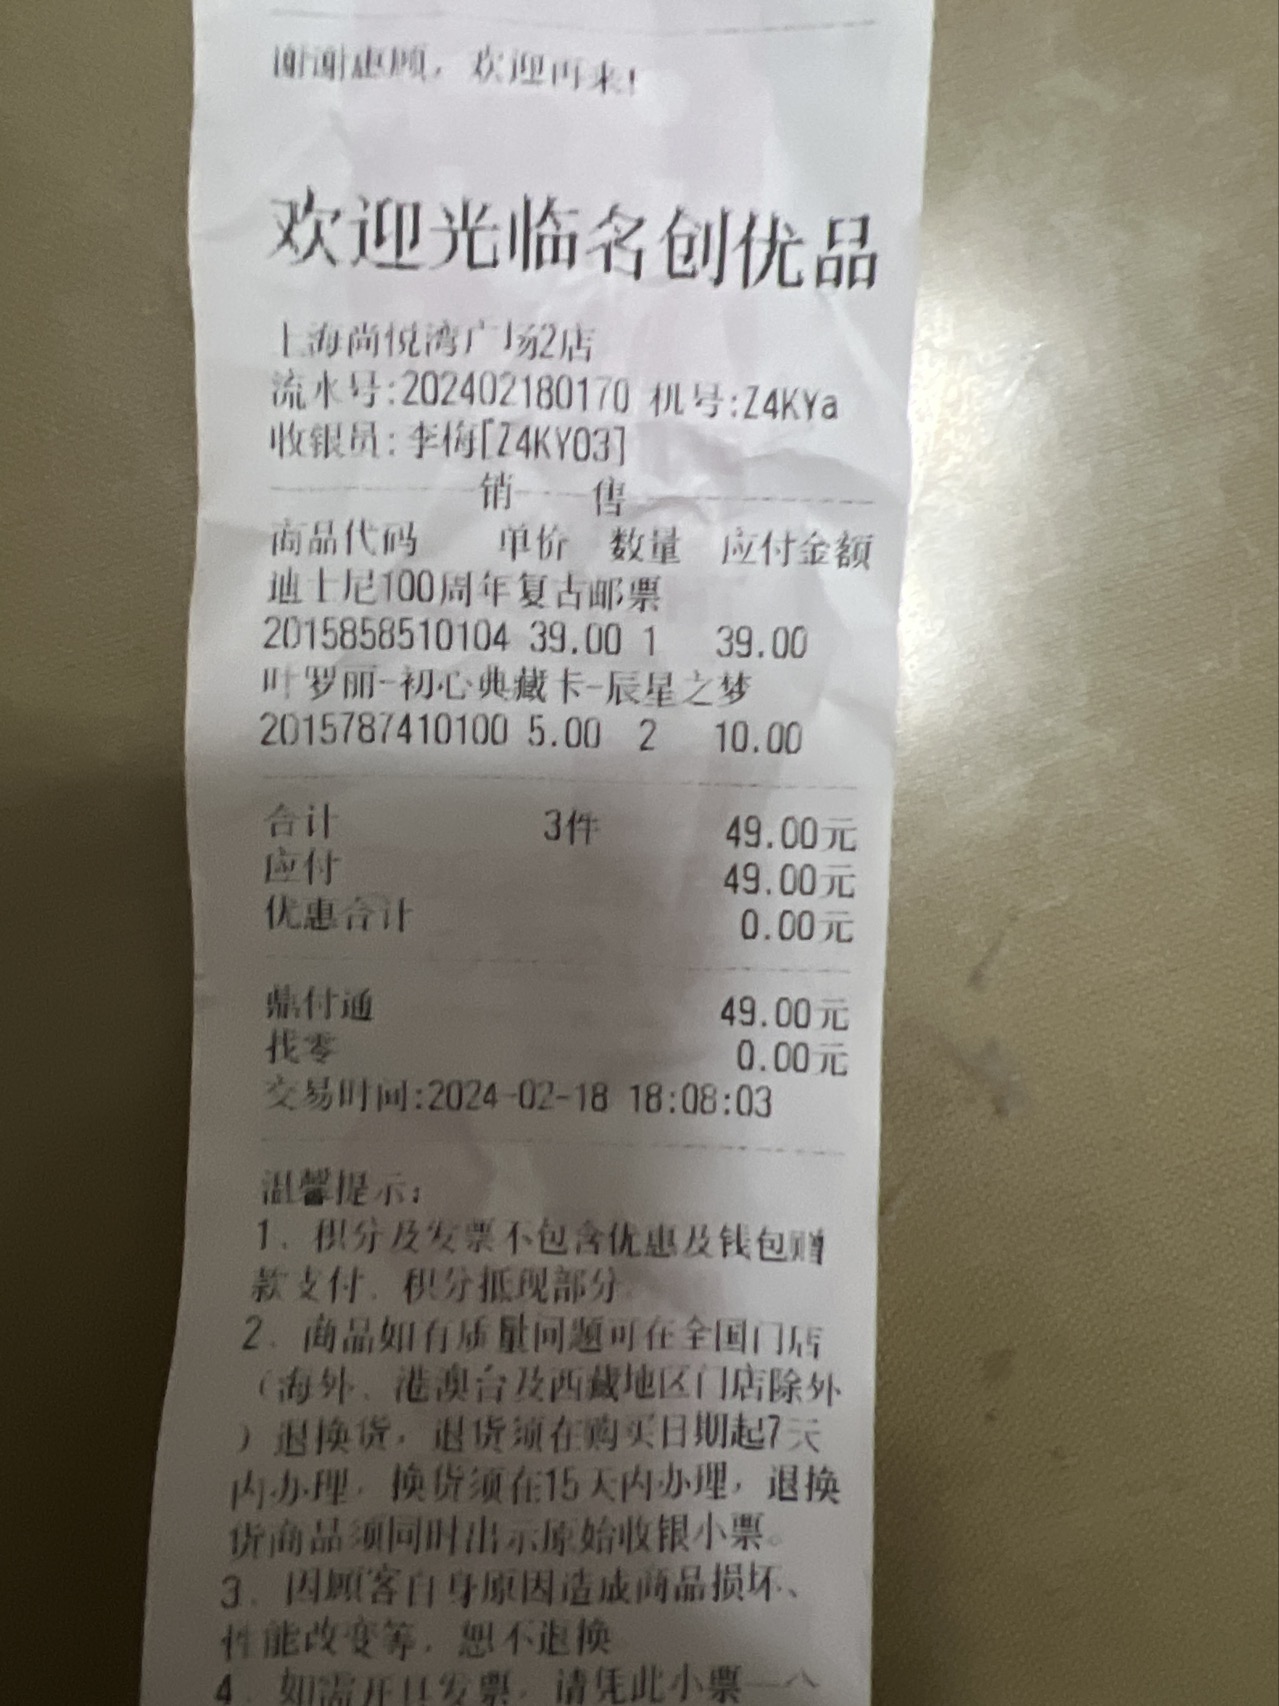 谢谢惠顾，欢迎再来!
欢迎光临名创优品
上海尚悦湾广场2店
流水号:202402180170 机号:Z4KYa
收银员:李梅[Z4KY03]
销 售
商品代码 单价 数量 应付金额
迪士尼100周年复古邮票
2015858510104 39.00 1 39.00
叶罗丽-初心典藏卡-辰星之梦
2015787410100 5.00 2 10.00
合计 3件 49.00元
应付 49.00元
优惠合计 0.00元
鼎付通 49.00元
找零 0.00元
交易时间:2024-02-18 18:08:03
温馨提示:
1、积分及发票不包含优惠及钱包赠
款支付、积分抵现部分
2、商品如有质量问题可在全国门店
（海外、港澳台及西藏地区门店除外
）退换货，退货须在购买日期起7天
内办理，换货须在15天内办理，退换
货商品须同时出示原始收银小票。
3、因顾客自身原因造成商品损坏、
性能改变等，恕不退换
4、如需开具发票，请凭此小票